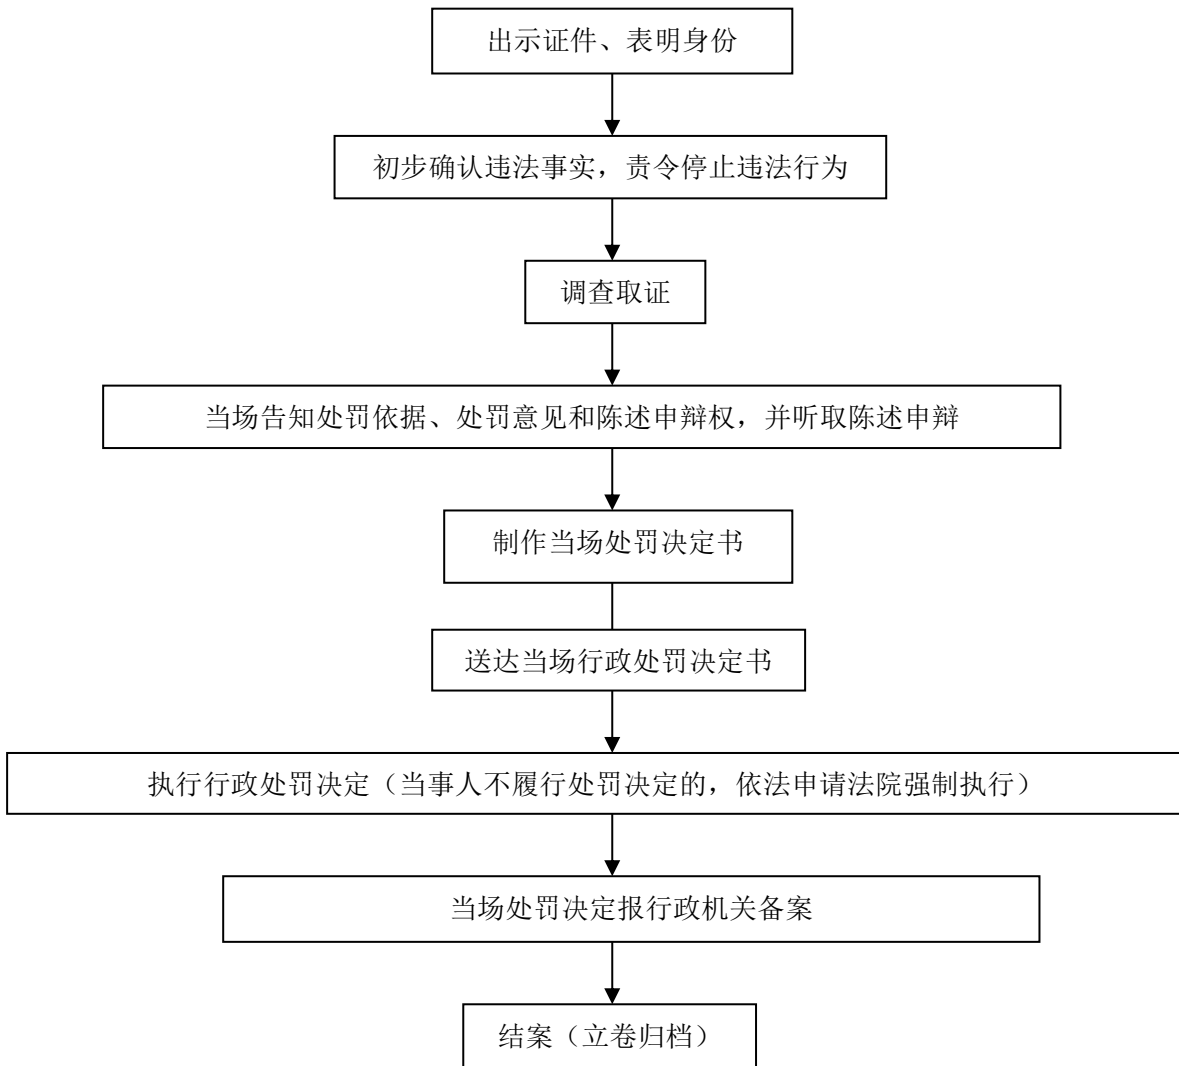 出示证件、表明身份
初步确认违法事实，责令停止违法行为
调查取证
当场告知处罚依据、处罚意见和陈述申辩权，并听取陈述申辩
制作当场处罚决定书
送达当场行政处罚决定书
执行行政处罚决定（当事人不履行处罚决定的，依法申请法院强制执行）
当场处罚决定报行政机关备案
结案（立卷归档）